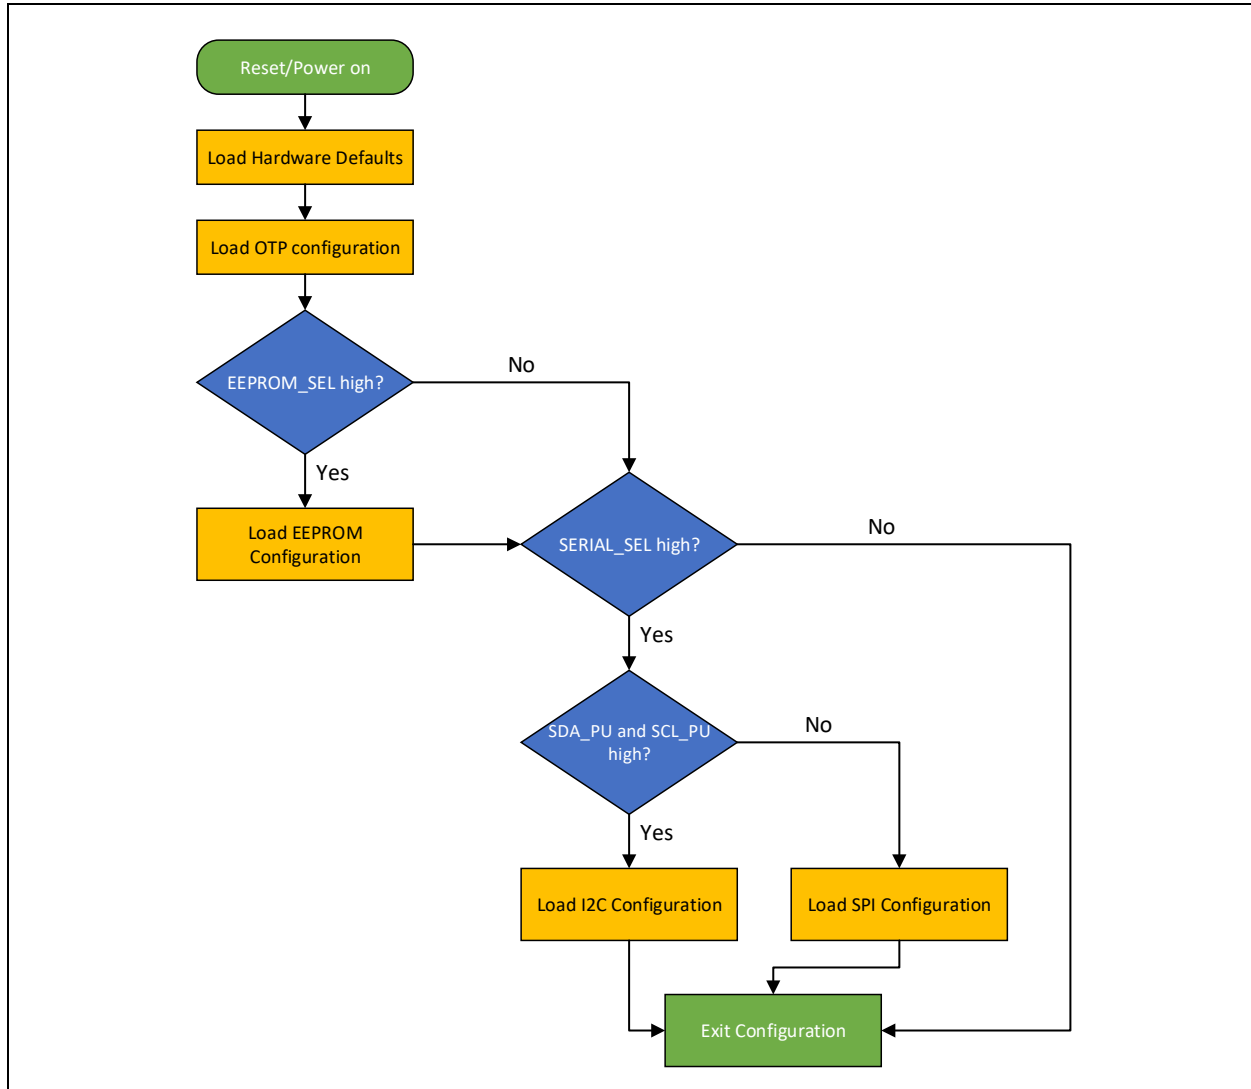 Reset/Power on
Load Hardware Defaults
Load OTP configuration
EEPROM_SEL high?
No
Yes
Load EEPROM
Configuration
SERIAL_SEL high?
No
Yes
SDA_PU and SCL_PU
high?
No
Yes
Load I2C Configuration
Load SPI Configuration
Exit Configuration